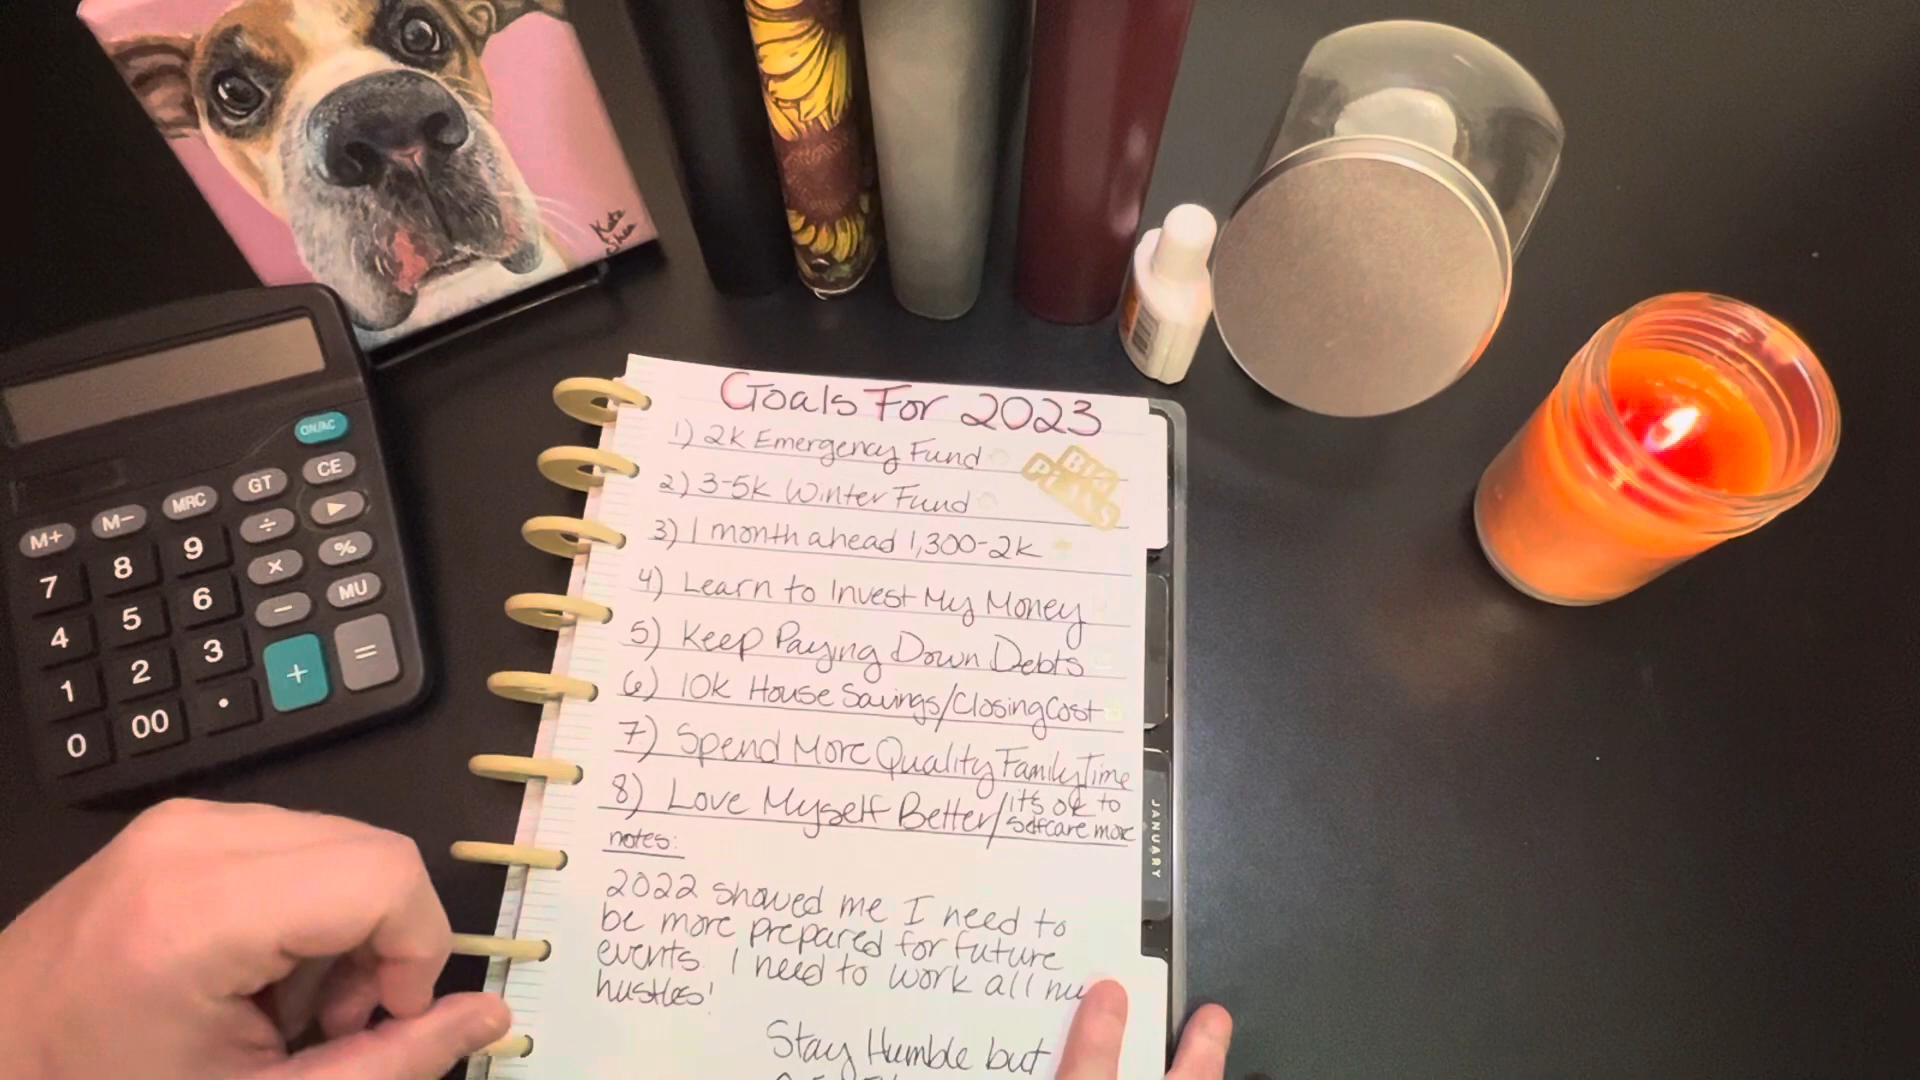 Kate
Shea
ON/AC
CE
GT
MRC
M-
M+
7
8
9
÷
▶
4
5
6
×
%
1
2
3
−
MU
0
00
.
+
=
Goals For 2023
1) 2K Emergency Fund
BIG
PLANS
2) 3-5K Winter Fund
3) 1 month ahead 1,300-2K
4) Learn to Invest My Money
5) Keep Paying Down Debts
6) 10K House Savings/Closing Cost
7) Spend More Quality Family Time
8) Love Myself Better/it's ok to
selfcare more
notes:
2022 showed me I need to
be more prepared for future
events. I need to work all
hustles!
Stay Humble but
JANUARY